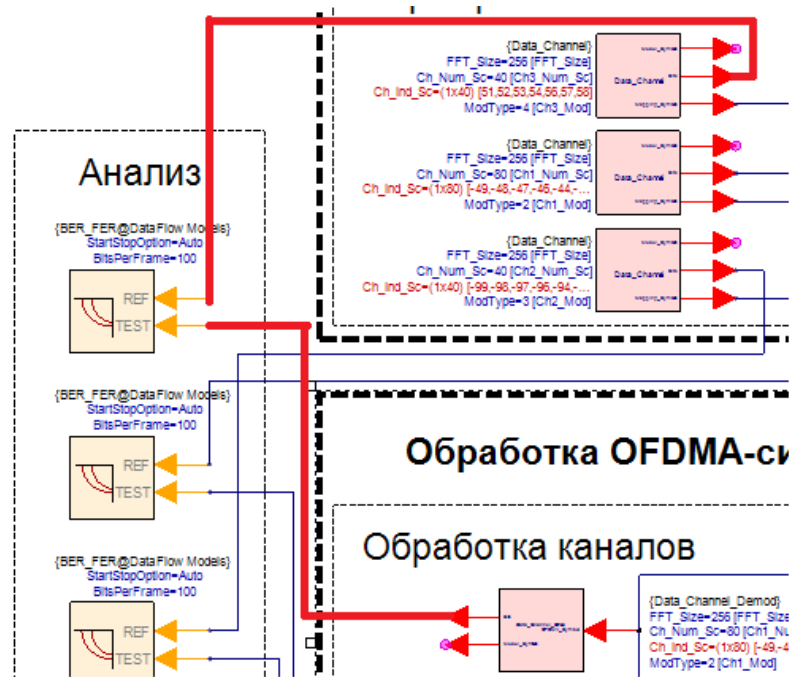 {Data_Channel}
FFT_Size=256 [FFT_Size]
Ch_Num_Sc=40 [Ch3_Num_Sc]
Ch_Ind_Sc=(1x40) [51,52,53,54,56,57,58]
ModType=4 [Ch3_Mod]
Data_Channel
{Data_Channel}
FFT_Size=256 [FFT_Size]
Ch_Num_Sc=80 [Ch1_Num_Sc]
Ch_Ind_Sc=(1x80) [-49,-48,-47,-46,-44,-...
ModType=2 [Ch1_Mod]
Data_Channel
{Data_Channel}
FFT_Size=256 [FFT_Size]
Ch_Num_Sc=40 [Ch2_Num_Sc]
Ch_Ind_Sc=(1x40) [-99,-98,-97,-96,-94,-...
ModType=3 [Ch2_Mod]
Data_Channel
Анализ
{BER_FER@DataFlow Models}
StartStopOption=Auto
BitsPerFrame=100
REF
TEST
{BER_FER@DataFlow Models}
StartStopOption=Auto
BitsPerFrame=100
REF
TEST
{BER_FER@DataFlow Models}
StartStopOption=Auto
BitsPerFrame=100
REF
TEST
Обработка OFDMA-си
Обработка каналов
{Data_Channel_Demod}
FFT_Size=256 [FFT_Size
Ch_Num_Sc=80 [Ch1_Nu
Ch_Ind_Sc=(1x80) [-49,-4
ModType=2 [Ch1_Mod]